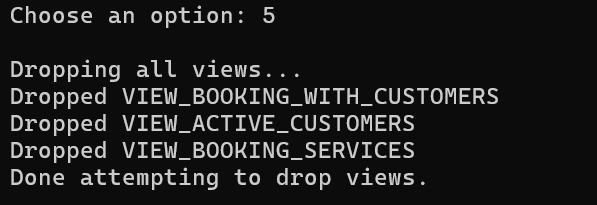 Choose an option: 5
Dropping all views...
Dropped VIEW_BOOKING_WITH_CUSTOMERS
Dropped VIEW_ACTIVE_CUSTOMERS
Dropped VIEW_BOOKING_SERVICES
Done attempting to drop views.